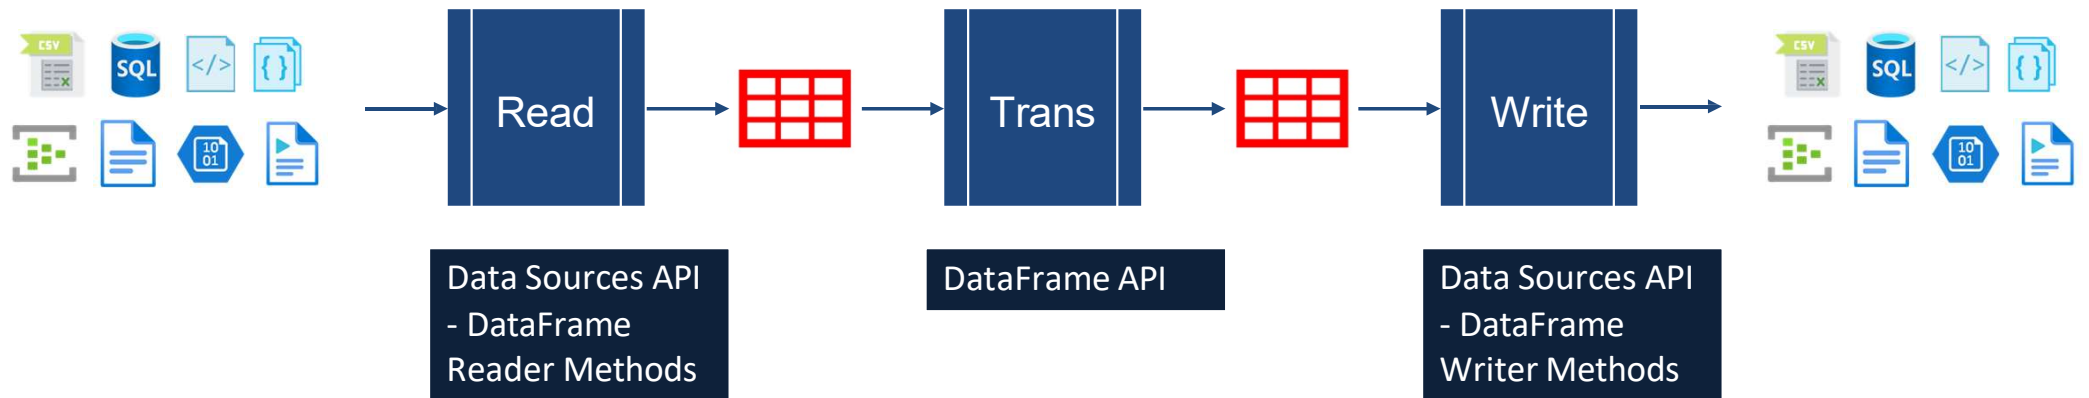 CSV
SQL
</>
{ }
10
01
Read
Trans
Write
CSV
SQL
</>
{ }
10
01
Data Sources API
- DataFrame
Reader Methods
DataFrame API
Data Sources API
- DataFrame
Writer Methods